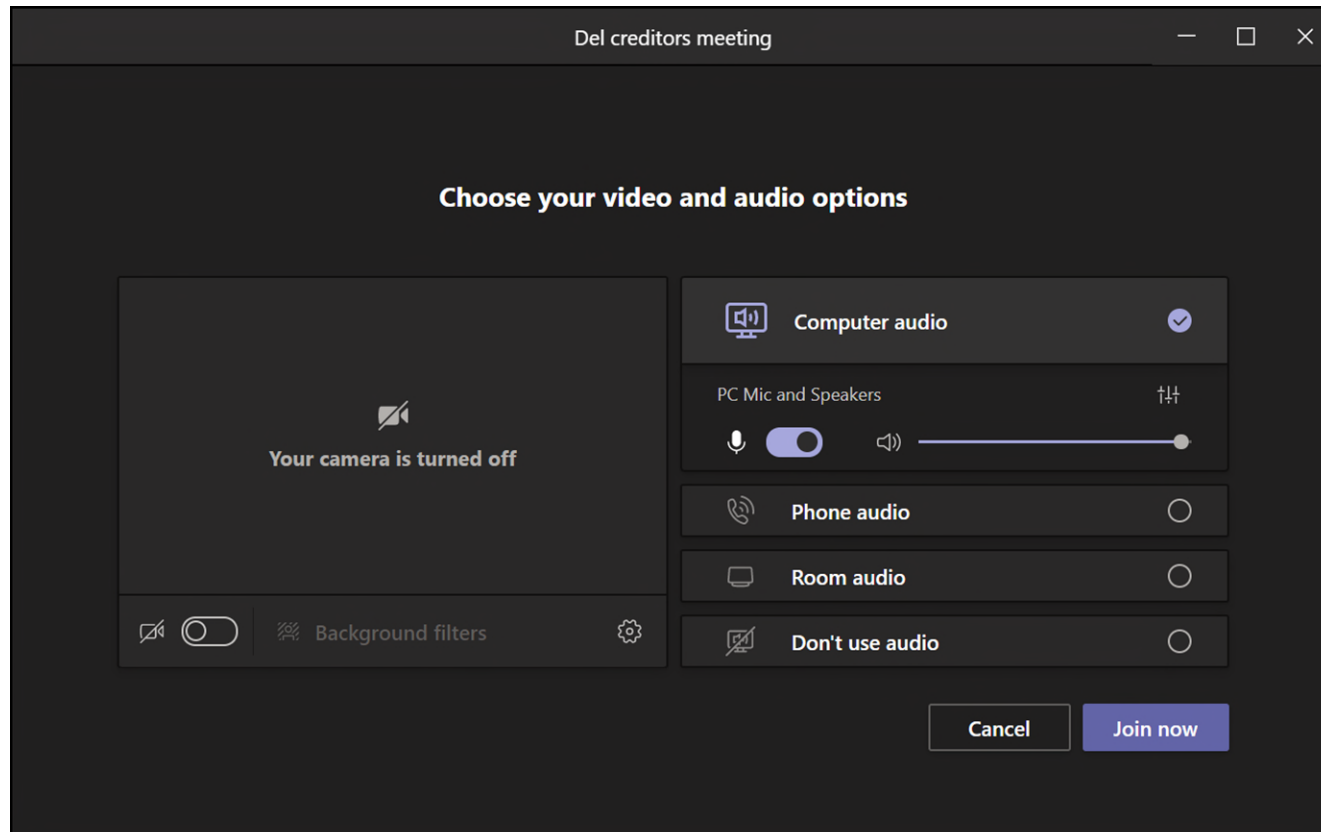 Del creditors meeting
Choose your video and audio options
Your camera is turned off
Background filters
Computer audio
PC Mic and Speakers
Phone audio
Room audio
Don't use audio
Cancel
Join now